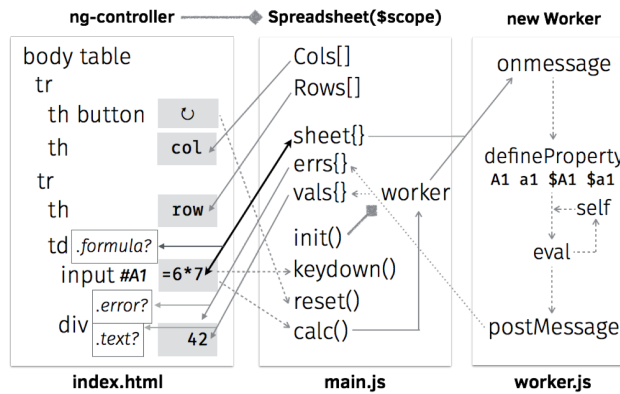 ng-controller
Spreadsheet($scope)
new Worker
body table
tr
th button ↻
th col
tr
th row
td .formula?
input #A1 =6*7
.error?
div
.text? 42
index.html
Cols[]
Rows[]
sheet{}
errs{}
vals{}
worker
init()
keydown()
reset()
calc()
main.js
onmessage
defineProperty
A1 a1 $A1 $a1
self
eval
postMessage
worker.js